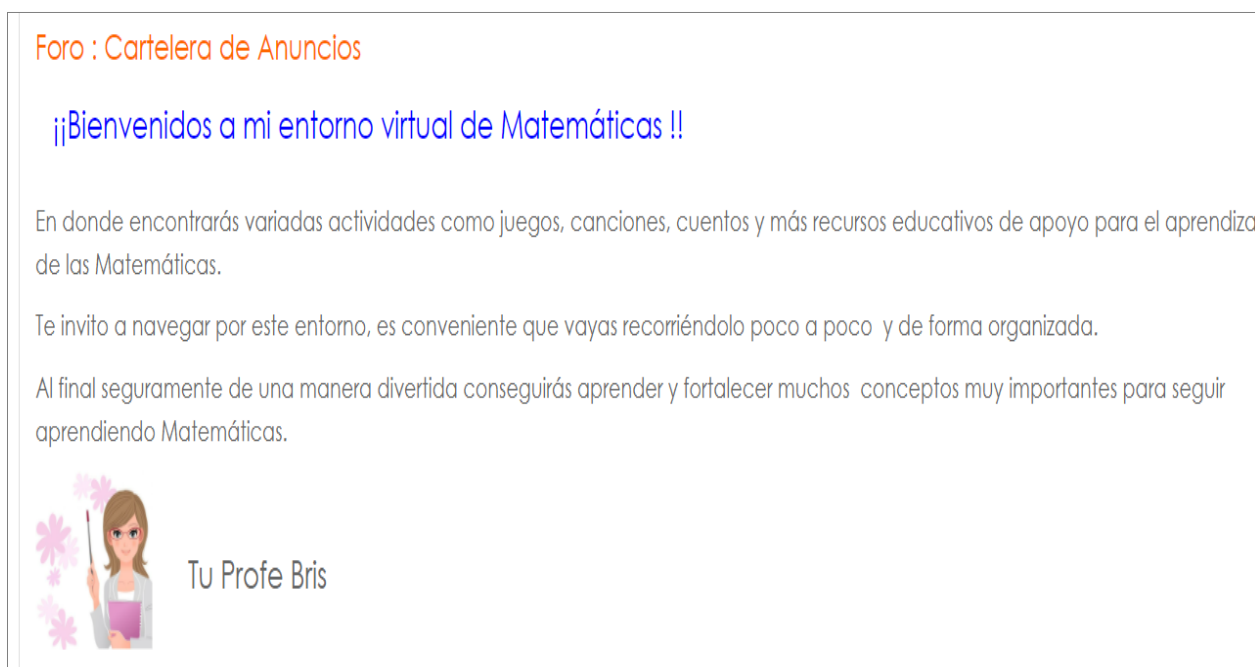 Foro : Cartelera de Anuncios
¡¡Bienvenidos a mi entorno virtual de Matemáticas !!
En donde encontrarás variadas actividades como juegos, canciones, cuentos y más recursos educativos de apoyo para el aprendiza
de las Matemáticas.
Te invito a navegar por este entorno, es conveniente que vayas recorriéndolo poco a poco y de forma organizada.
Al final seguramente de una manera divertida conseguirás aprender y fortalecer muchos conceptos muy importantes para seguir
aprendiendo Matemáticas.
Tu Profe Bris